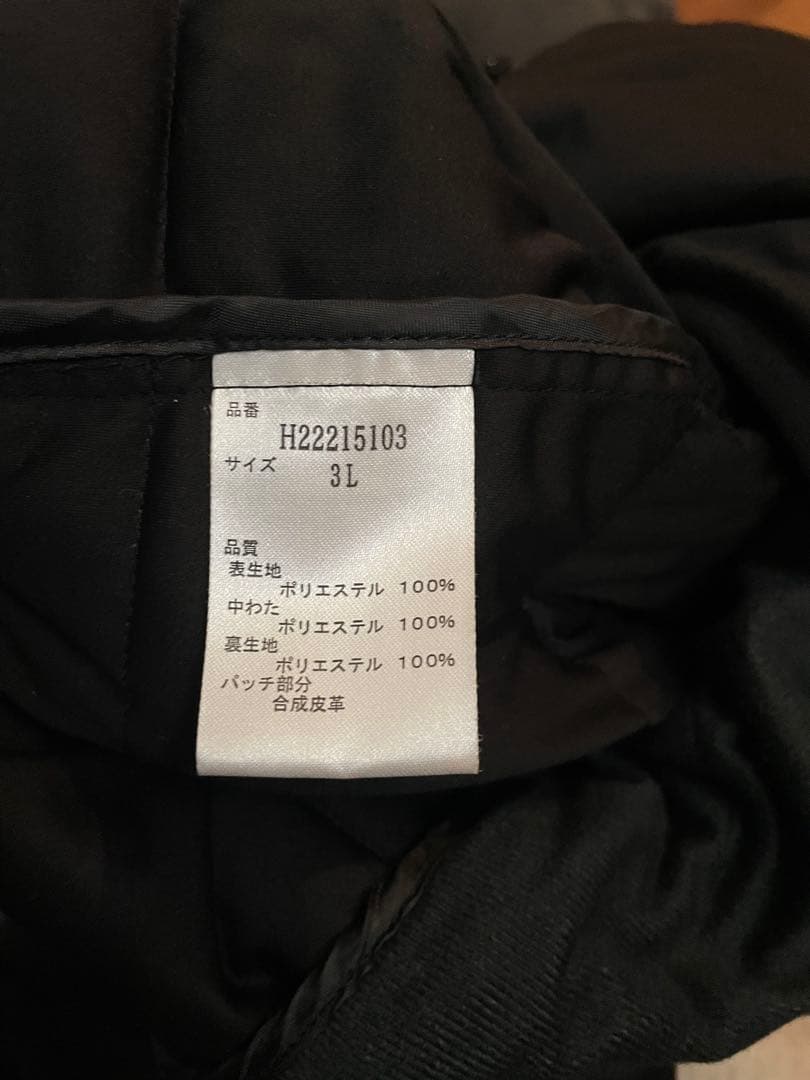 品番
H22215103
サイズ
3L
品質
表生地
ポリエステル 100%
中わた
ポリエステル 100%
裏生地
ポリエステル 100%
パッチ部分
合成皮革